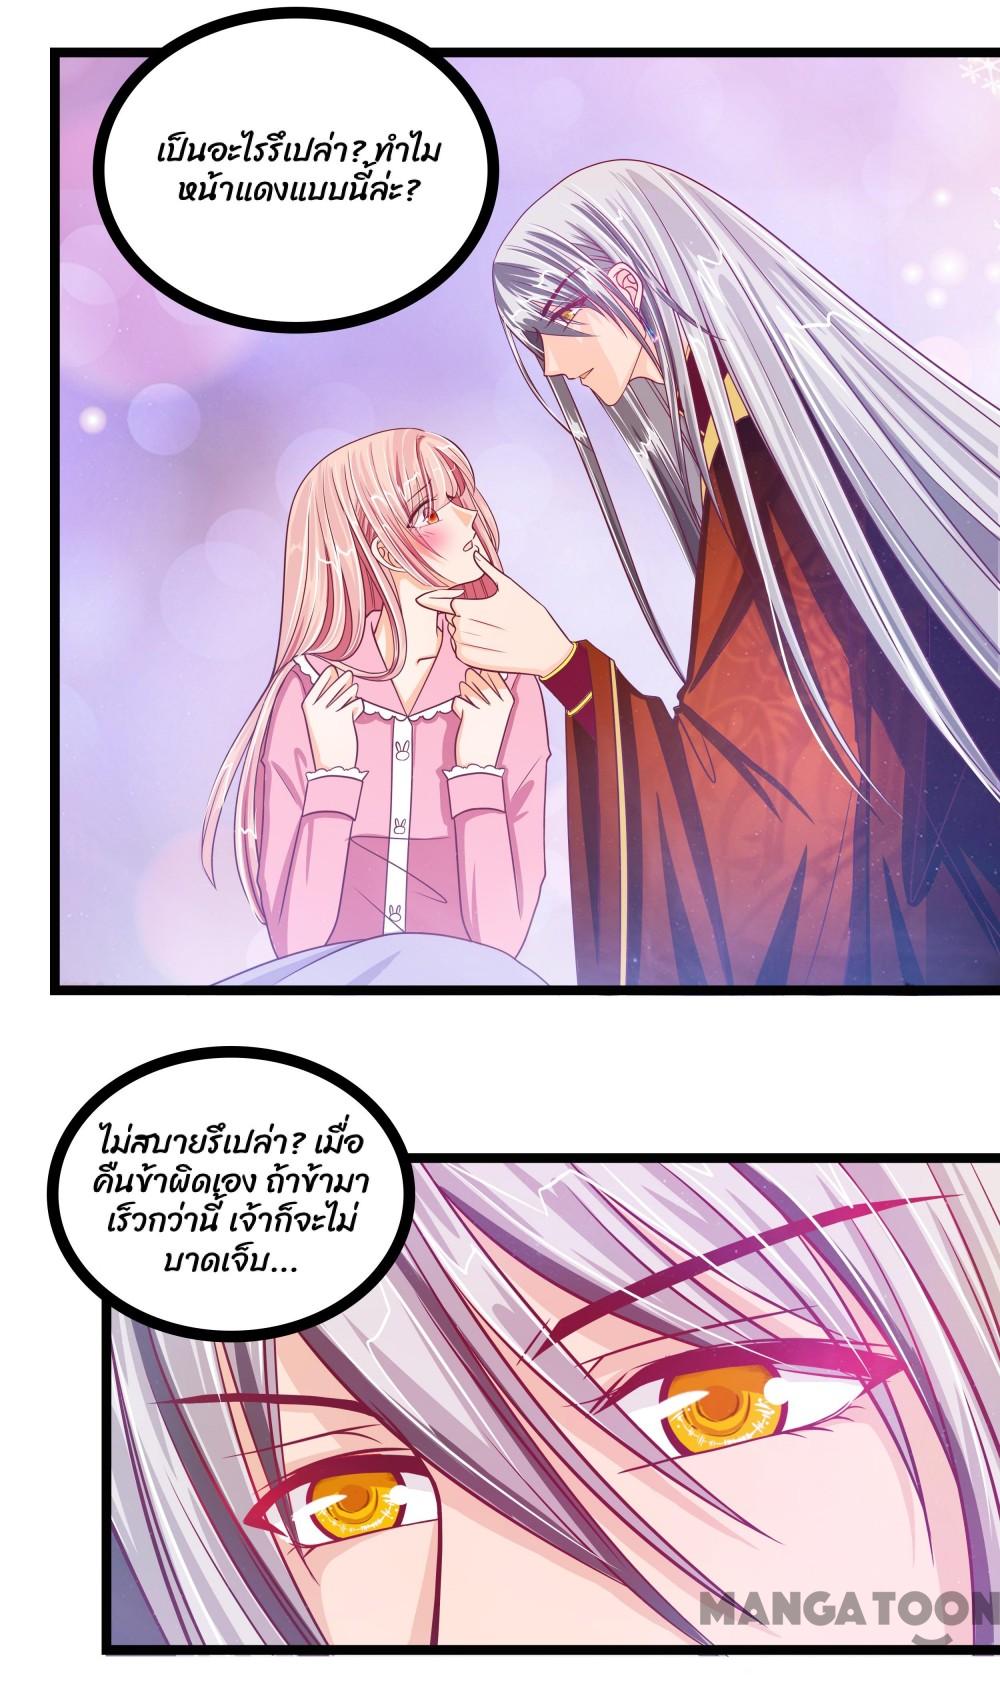 เป็นอะไรรึเปล่า? ทำไม
หน้าแดงแบบนี้ล่ะ?
ไม่สบายรึเปล่า? เมื่อ
คืนข้าผิดเอง ถ้าข้ามา
เร็วกว่านี้ เจ้าก็จะไม่
บาดเจ็บ...
MANGATOON